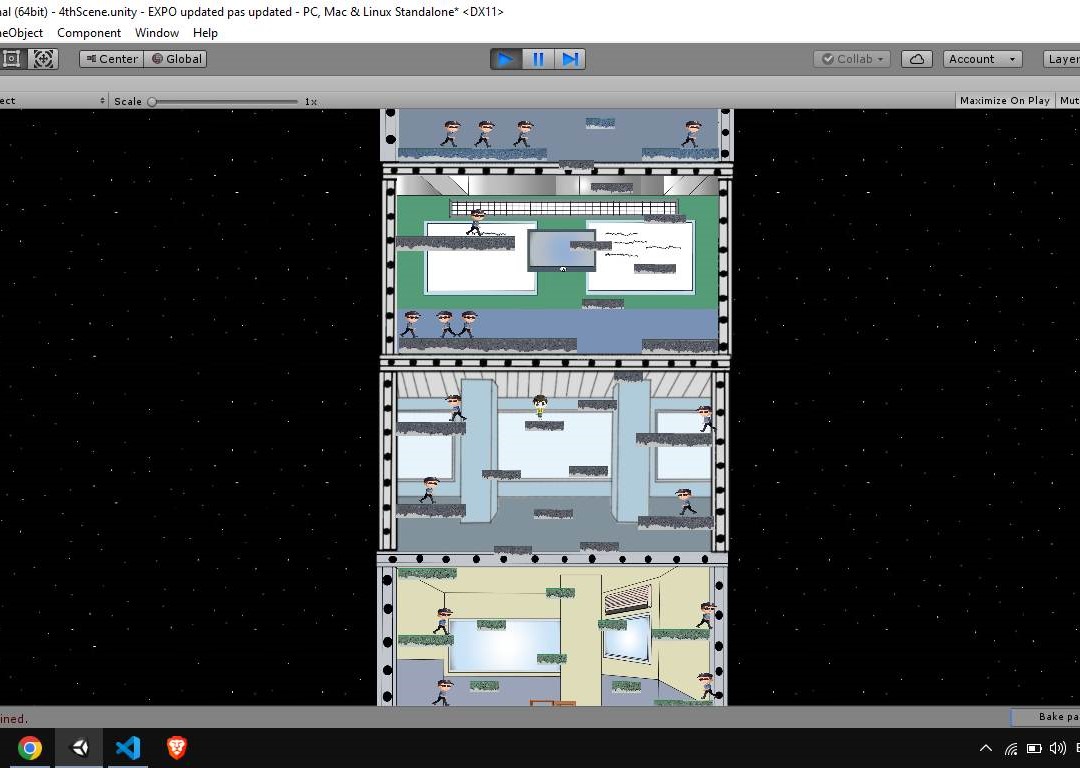 al (64bit) - 4thScene.unity - EXPO updated pas updated - PC, Mac & Linux Standalone* <DX11>
eObject Component Window Help
Center Global Collab Account Layer
ect Scale 1x Maximize On Play Mut
ined.
Bake pa